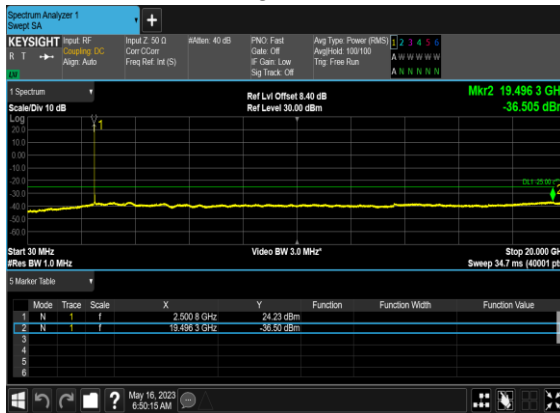 Spectrum Analyzer 1
Swept SA
+
KEYSIGHT Input: RF Input Z: 50 Ω #Atten: 40 dB PNO: Fast Avg Type: Power (RMS) 1 2 3 4 5 6
R T Coupling: DC Corr CCorr Gate: Off Avg|Hold: 100/100 A W W W W W
Align: Auto Freq Ref: Int (S) IF Gain: Low Trig: Free Run
Sig Track: Off A N N N N N
1 Spectrum Ref Lvl Offset 8.40 dB Mkr2 19.496 3 GH
Scale/Div 10 dB Ref Level 30.00 dBm -36.505 dBr
Log
1
20.0
10.0
0.00
-10.0
-20.0
DL1 25.00
-30.0
2
-40.0
-50.0
-60.0
Start 30 MHz Video BW 3.0 MHz* Stop 20.000 GH
#Res BW 1.0 MHz Sweep 34.7 ms (40001 pt
5 Marker Table
Mode Trace Scale X Y Function Function Width Function Value
1 N 1 f 2.500 8 GHz 24.23 dBm
2 N 1 f 19.496 3 GHz -36.50 dBm
3
4
5
6
? May 16, 2023
6:50:15 AM